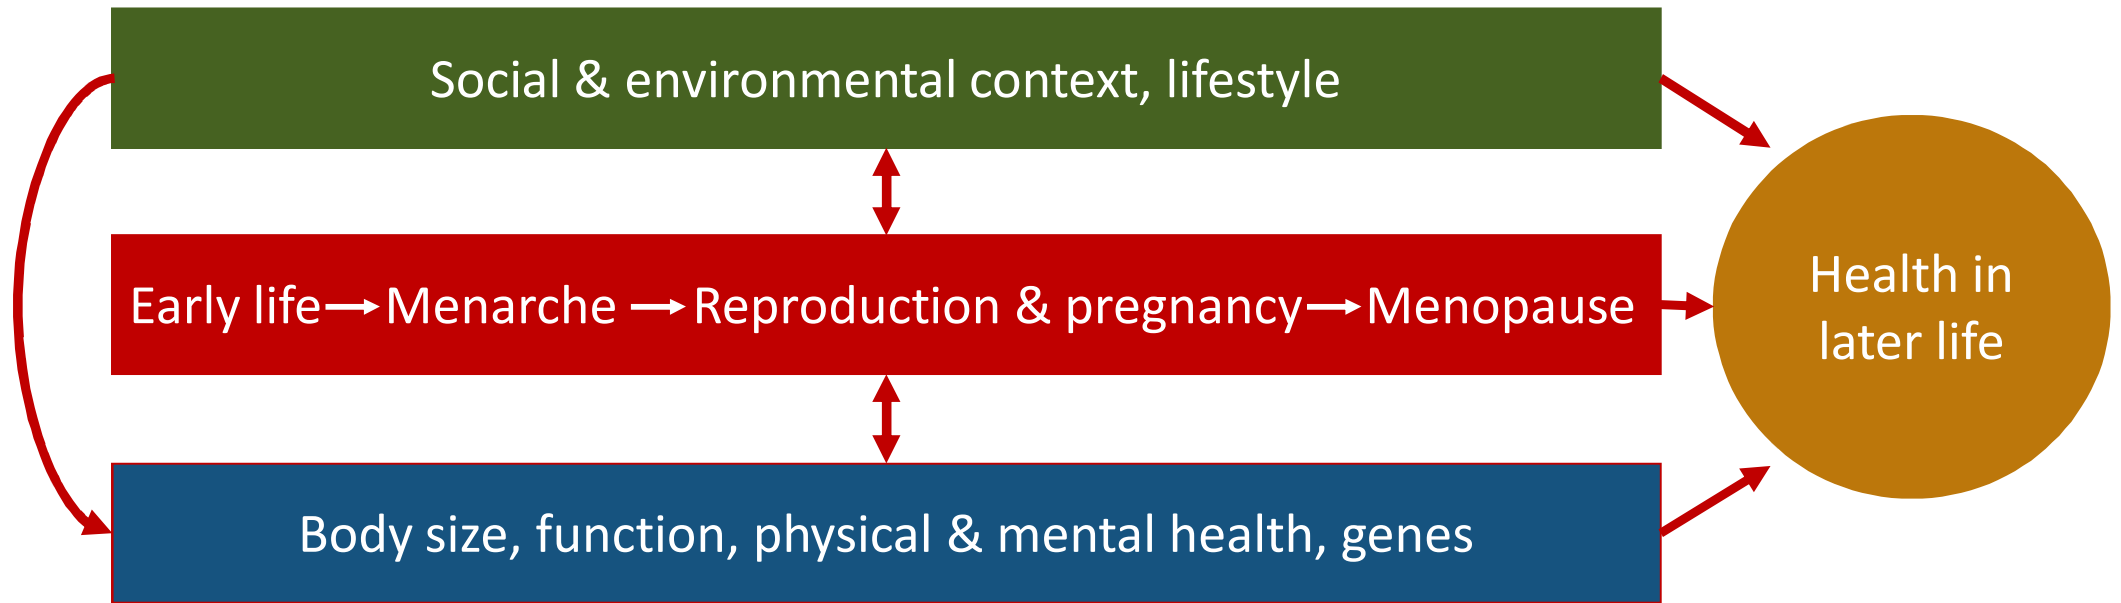 Social & environmental context, lifestyle
Early life Menarche Reproduction & pregnancy Menopause
Health in
later life
Body size, function, physical & mental health, genes